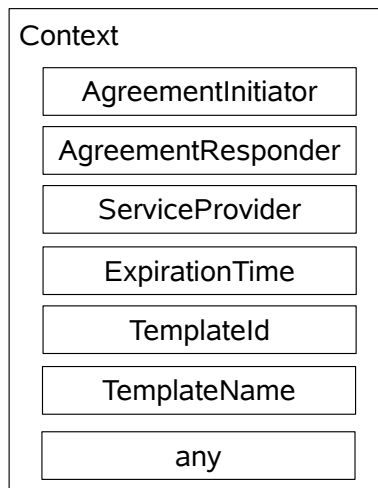 Context
AgreementInitiator
AgreementResponder
ServiceProvider
ExpirationTime
TemplateId
TemplateName
any